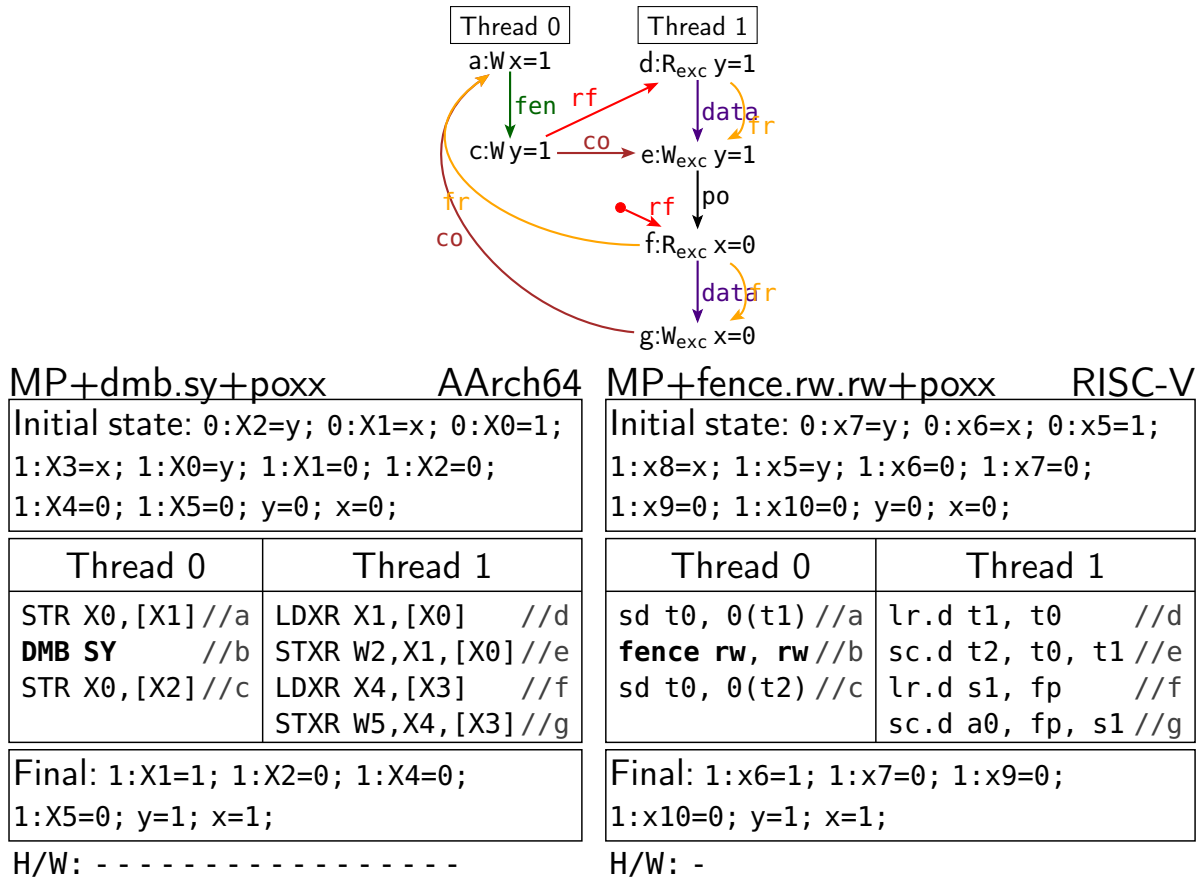 Thread 0 Thread 1
a:W x=1 d:Rexc y=1
fen rf data fr
c:W y=1 co e:Wexc y=1
fr rf po
co f:Rexc x=0
data fr
g:Wexc x=0
MP+dmb.sy+poxx AArch64
Initial state: 0:X2=y; 0:X1=x; 0:X0=1;
1:X3=x; 1:X0=y; 1:X1=0; 1:X2=0;
1:X4=0; 1:X5=0; y=0; x=0;
Thread 0 Thread 1
STR X0,[X1]//a LDXR X1,[X0] //d
DMB SY //b STXR W2,X1,[X0]//e
STR X0,[X2]//c LDXR X4,[X3] //f
STXR W5,X4,[X3]//g
Final: 1:X1=1; 1:X2=0; 1:X4=0;
1:X5=0; y=1; x=1;
H/W: - - - - - - - - - - - - - - - - -
MP+fence.rw.rw+poxx RISC-V
Initial state: 0:x7=y; 0:x6=x; 0:x5=1;
1:x8=x; 1:x5=y; 1:x6=0; 1:x7=0;
1:x9=0; 1:x10=0; y=0; x=0;
Thread 0 Thread 1
sd t0, 0(t1)//a lr.d t1, t0 //d
fence rw, rw//b sc.d t2, t0, t1//e
sd t0, 0(t2)//c lr.d s1, fp //f
sc.d a0, fp, s1//g
Final: 1:x6=1; 1:x7=0; 1:x9=0;
1:x10=0; y=1; x=1;
H/W: -